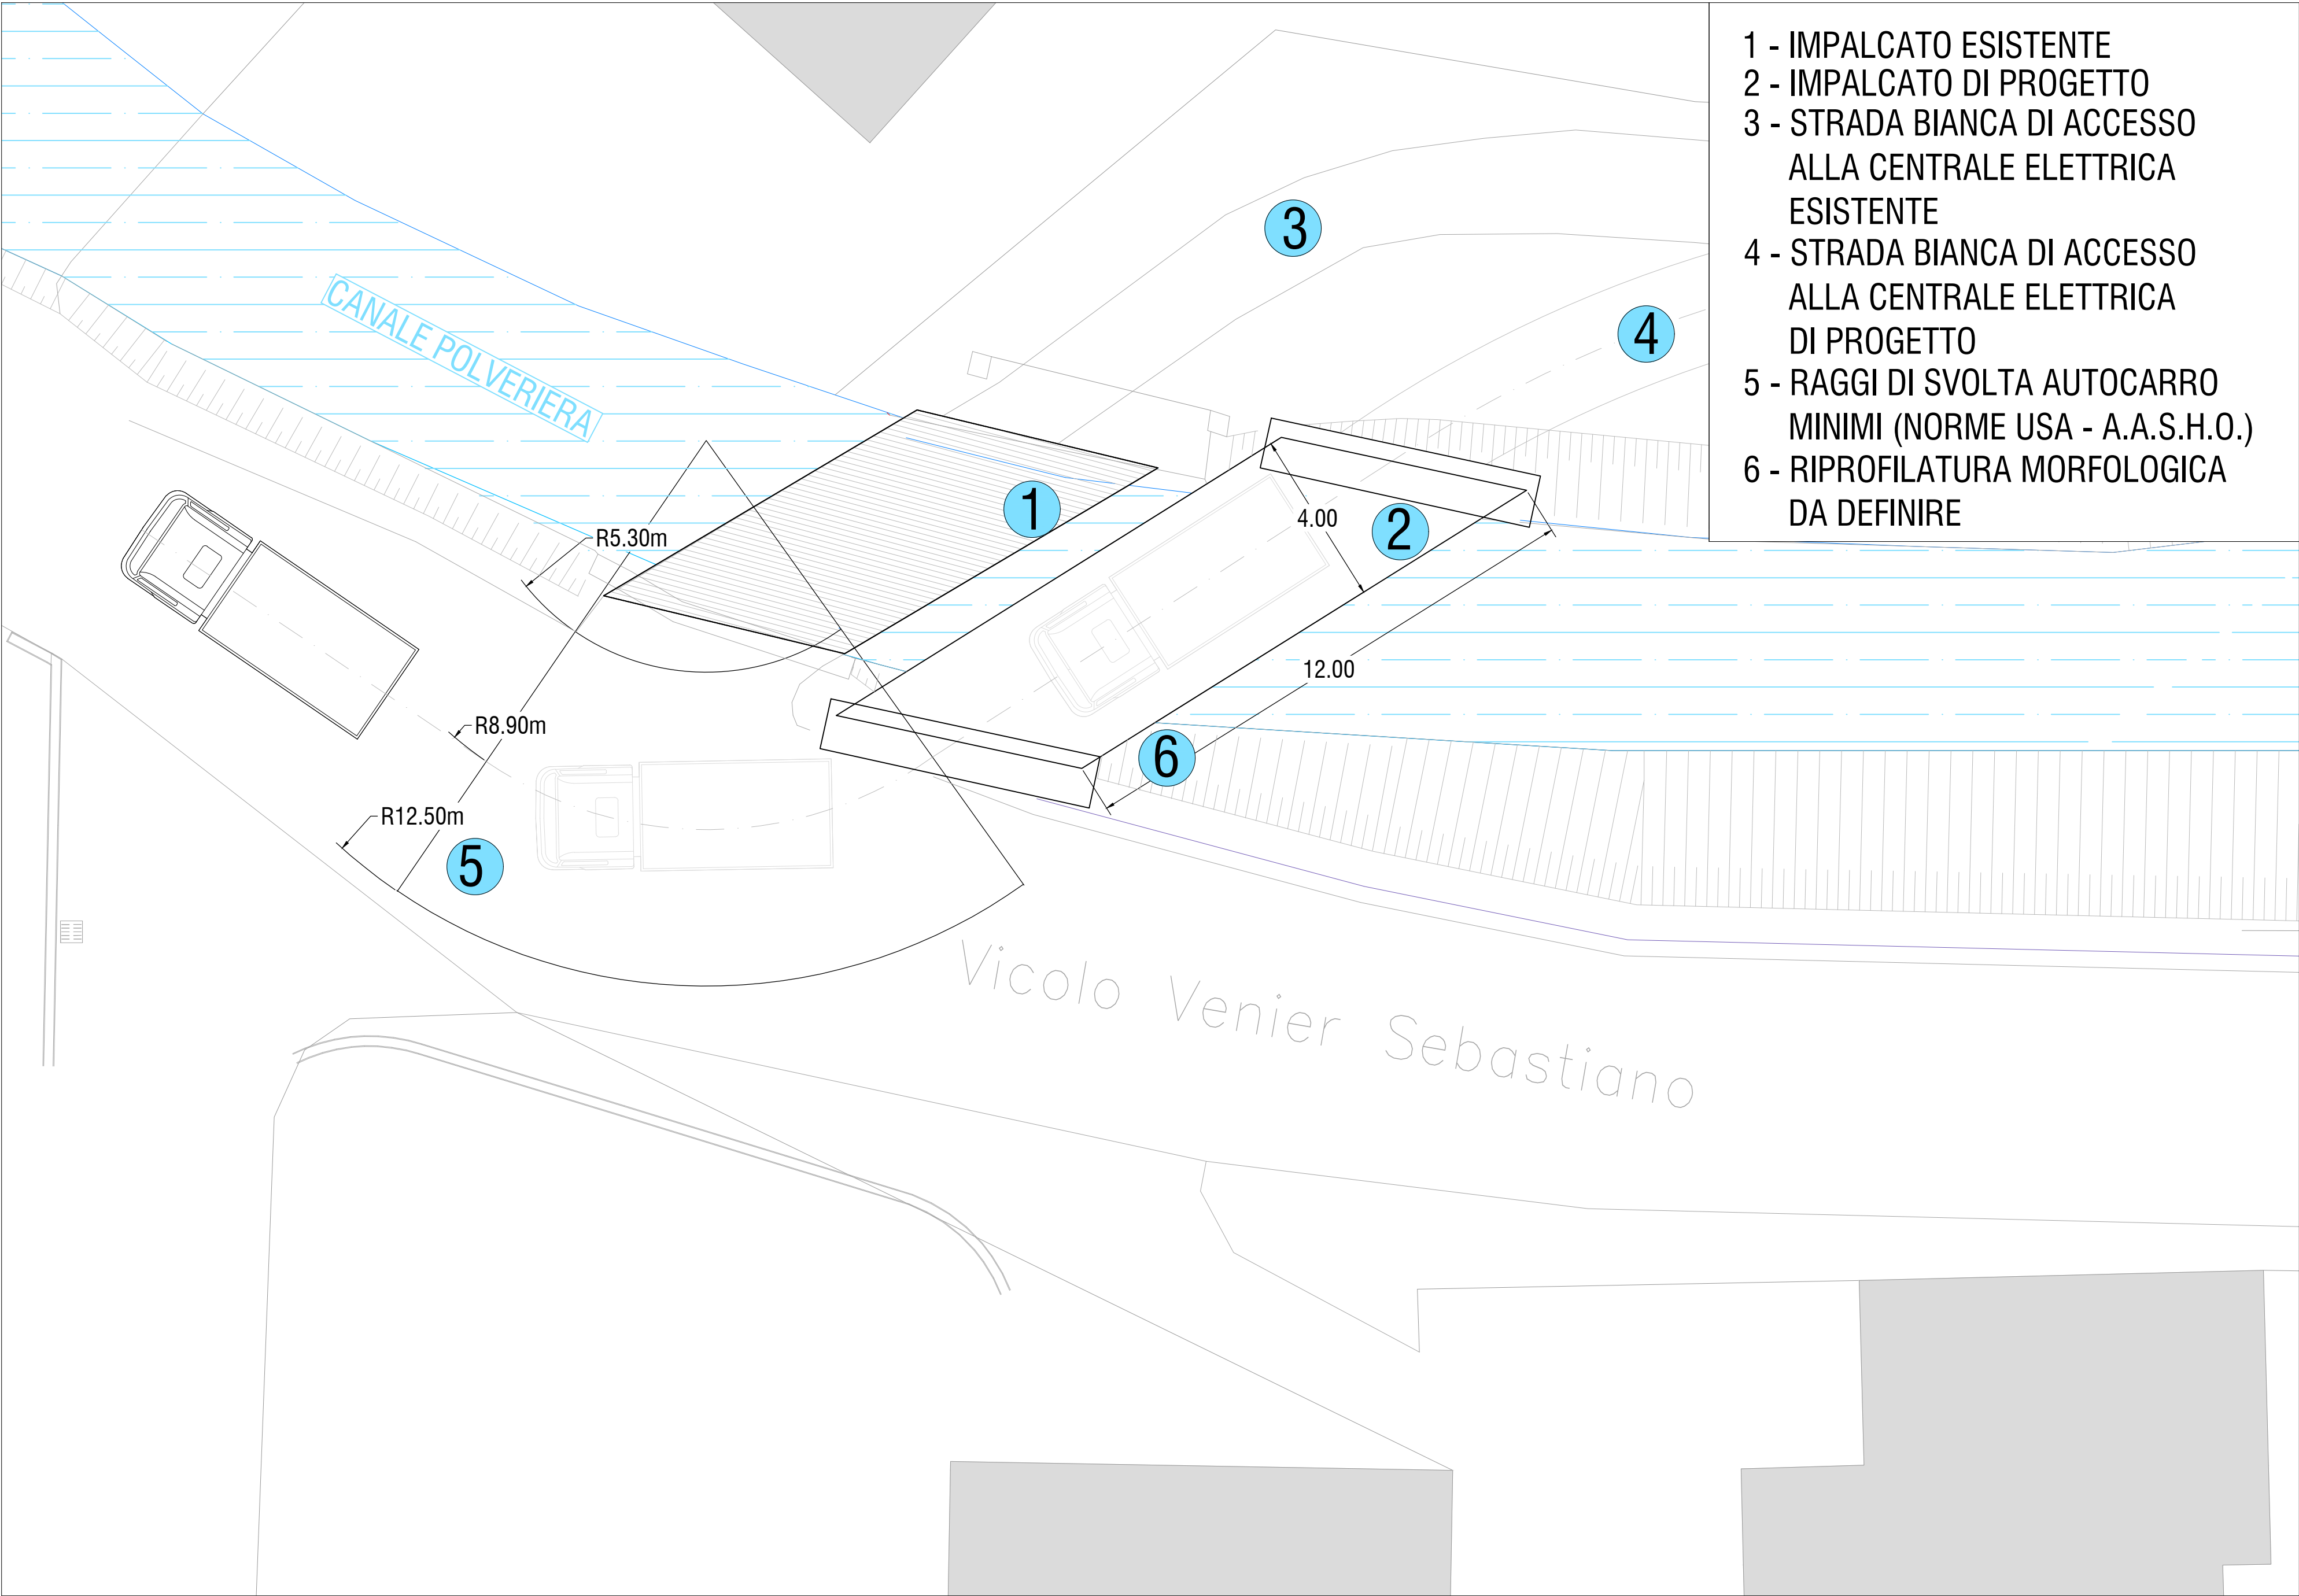 1 - IMPALCATO ESISTENTE
2 - IMPALCATO DI PROGETTO
3 - STRADA BIANCA DI ACCESSO
ALLA CENTRALE ELETTRICA
ESISTENTE
4 - STRADA BIANCA DI ACCESSO
ALLA CENTRALE ELETTRICA
DI PROGETTO
5 - RAGGI DI SVOLTA AUTOCARRO
MINIMI (NORME USA - A.A.S.H.O.)
6 - RIPROFILATURA MORFOLOGICA
DA DEFINIRE
3
4
CANALE POLVERIERA
1
4.00
2
R5.30m
12.00
R8.90m
6
R12.50m
5
Vicolo Venier Sebastiano